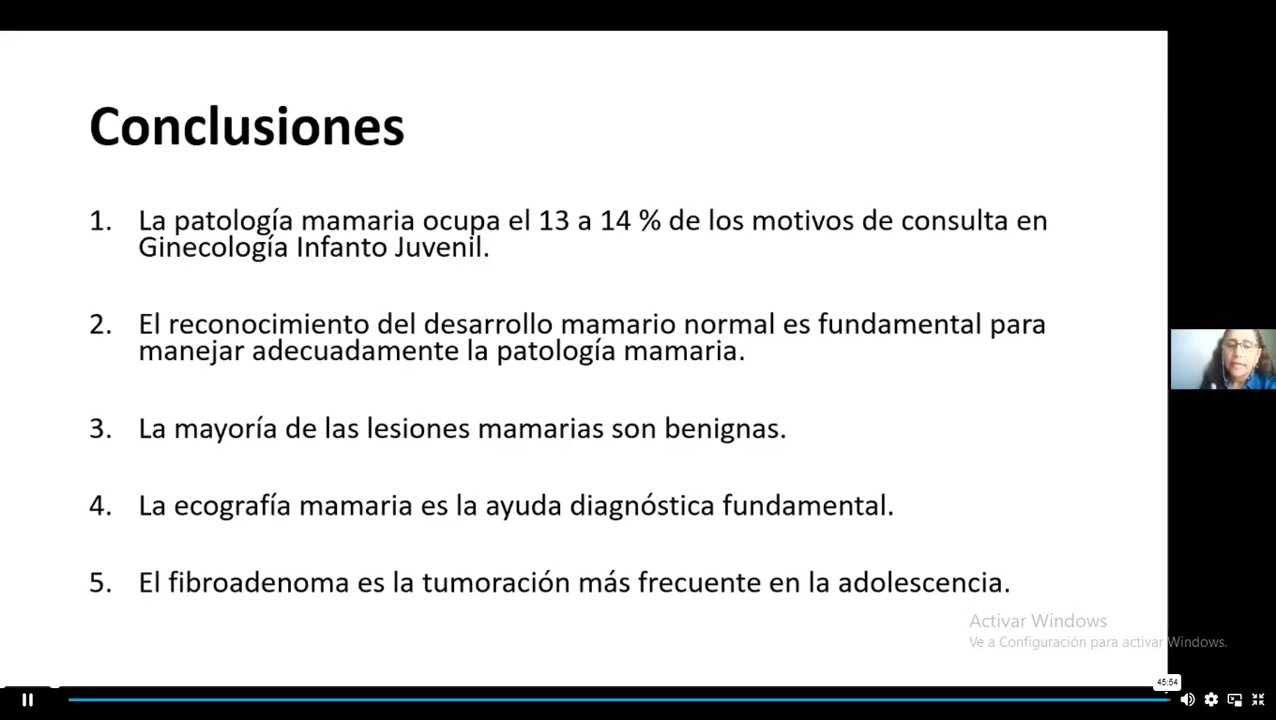 Conclusiones
1. La patología mamaria ocupa el 13 a 14 % de los motivos de consulta en
Ginecología Infanto Juvenil.
2. El reconocimiento del desarrollo mamario normal es fundamental para
manejar adecuadamente la patología mamaria.
3. La mayoría de las lesiones mamarias son benignas.
4. La ecografía mamaria es la ayuda diagnóstica fundamental.
5. El fibroadenoma es la tumoración más frecuente en la adolescencia.
Activar Windows
Ve a Configuración para activar Windows.
45:54